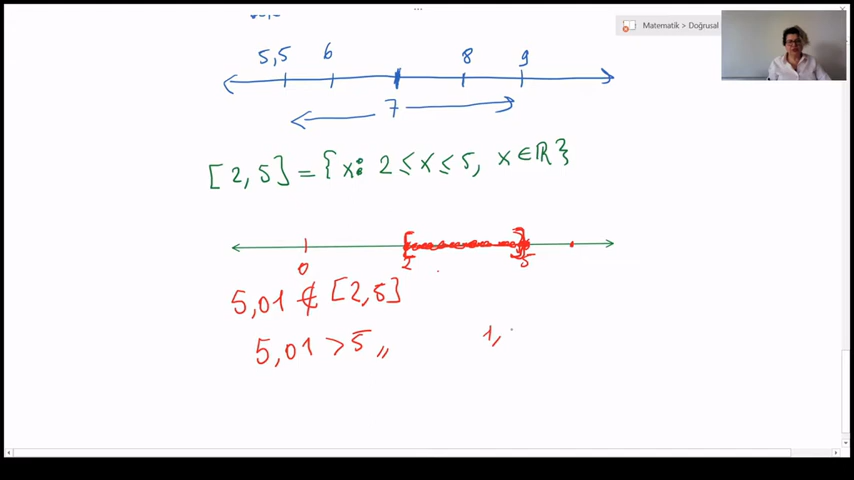 Matematik > Doğrusal
5,5 6 8 9
7
[2,5] = {x: 2 ≤ x ≤ 5, x ∈ ℝ}
0 2 5
5,01 ∉ [2,5]
5,01 > 5,, 1,